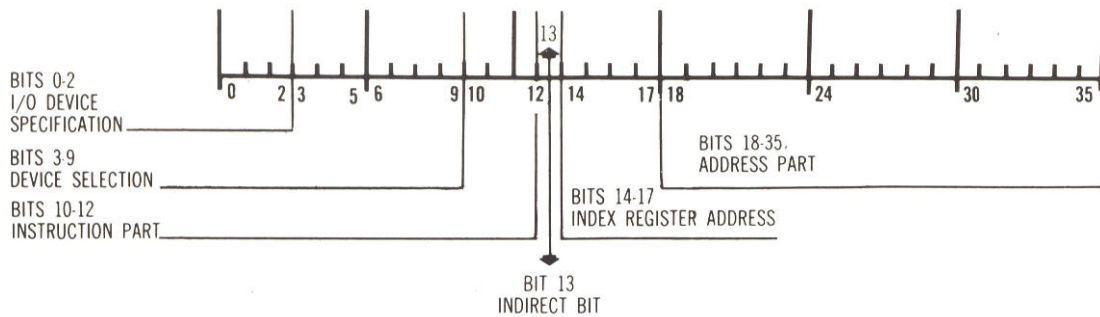 13
0 2 3 5 6 9 10 12 14 17 18 24 30 35
BITS 0-2
I/O DEVICE
SPECIFICATION
BITS 3-9
DEVICE SELECTION
BITS 10-12
INSTRUCTION PART
BITS 14-17
INDEX REGISTER ADDRESS
BITS 18-35.
ADDRESS PART
BIT 13
INDIRECT BIT